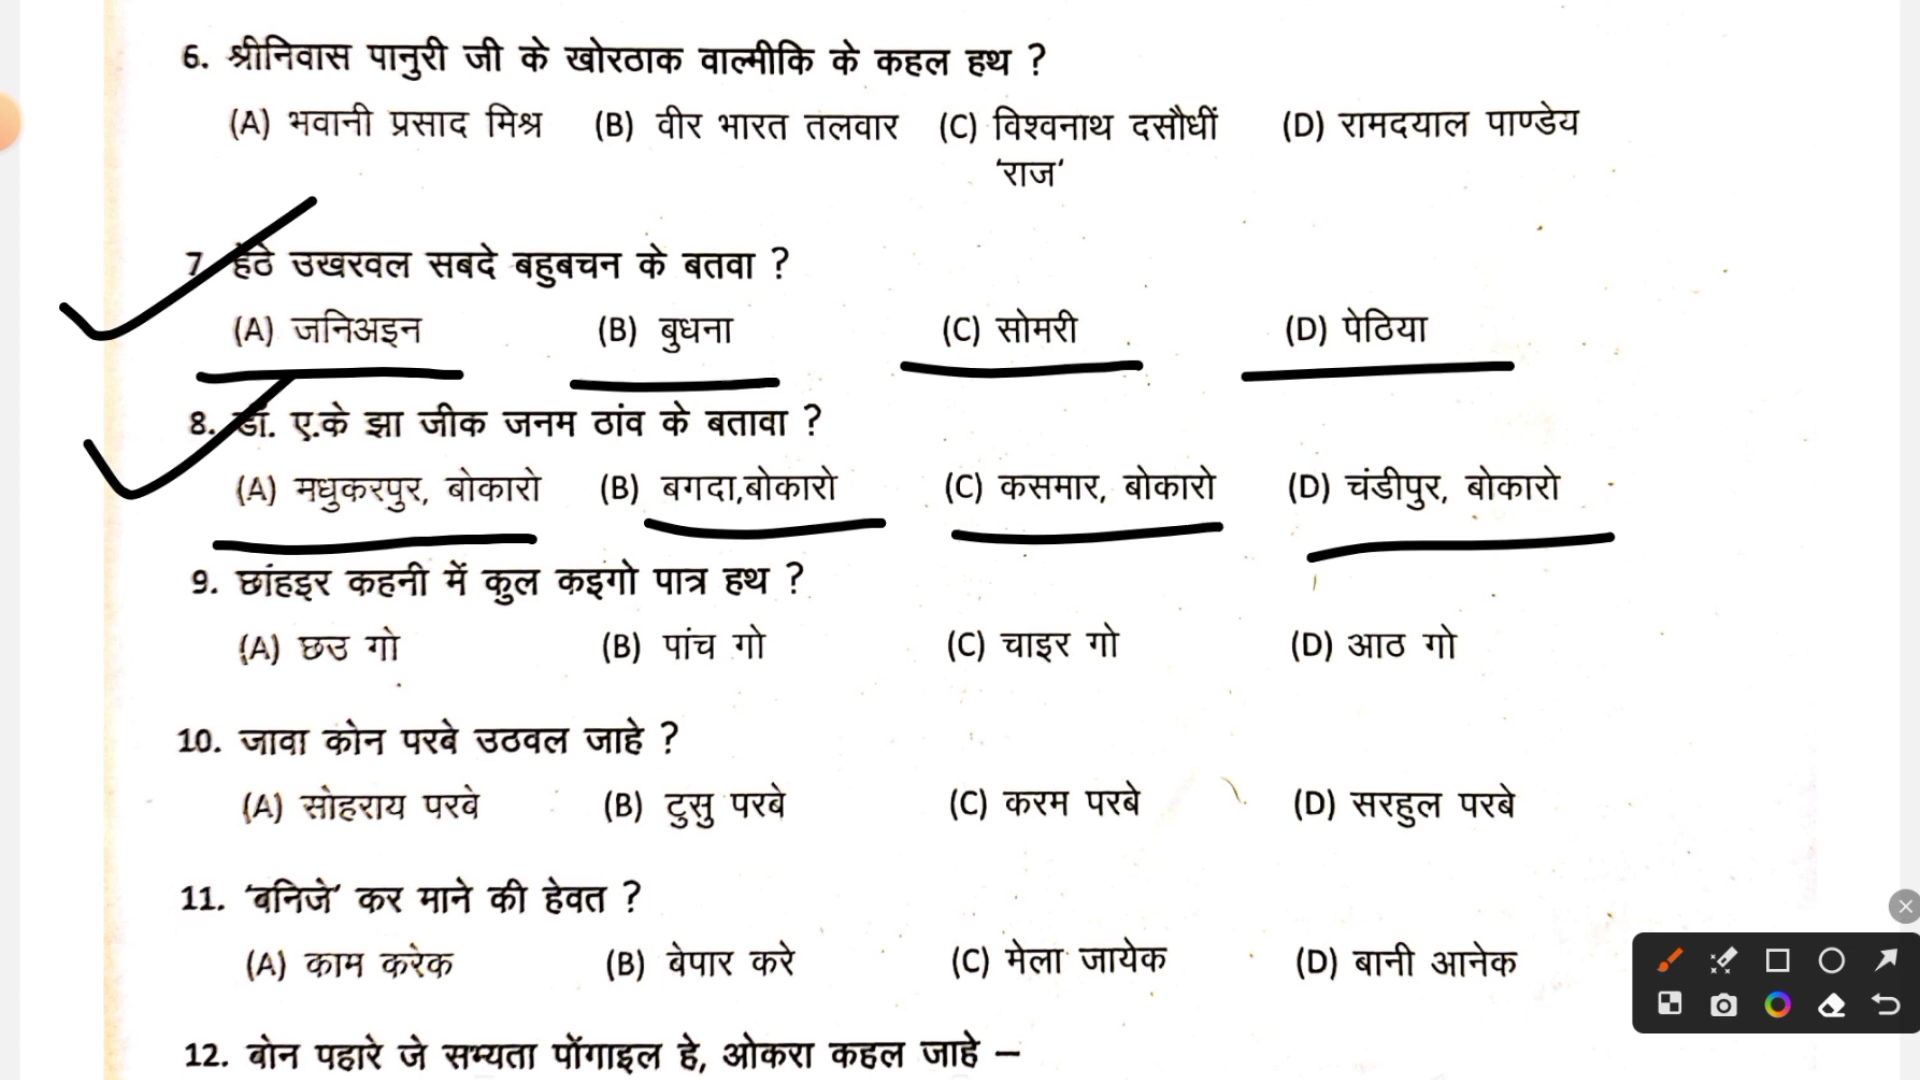 6. श्रीनिवास पानुरी जी के खोरठाक वाल्मीकि के कहल हथ ?
(A) भवानी प्रसाद मिश्र (B) वीर भारत तलवार (C) विश्वनाथ दसौधीं (D) रामदयाल पाण्डेय
'राज'
7. हेठे उखरवल सबदे बहुबचन के बतवा ?
(A) जनिअइन (B) बुधना (C) सोमरी (D) पेठिया
8. डॉ. ए.के झा जीक जनम ठांव के बतावा ?
(A) मधुकरपुर, बोकारो (B) बगदा,बोकारो (C) कसमार, बोकारो (D) चंडीपुर, बोकारो
9. छांहइर कहनी में कुल कइगो पात्र हथ ?
(A) छउ गो (B) पांच गो (C) चाइर गो (D) आठ गो
10. जावा कोन परबे उठवल जाहे ?
(A) सोहराय परबे (B) टुसु परबे (C) करम परबे (D) सरहुल परबे
11. 'बनिजे' कर माने की हेवत ?
(A) काम करेक (B) बेपार करे (C) मेला जायेक (D) बानी आनेक
12. बोन पहारे जे सभ्यता पोंगाइल हे, ओकरा कहल जाहे –